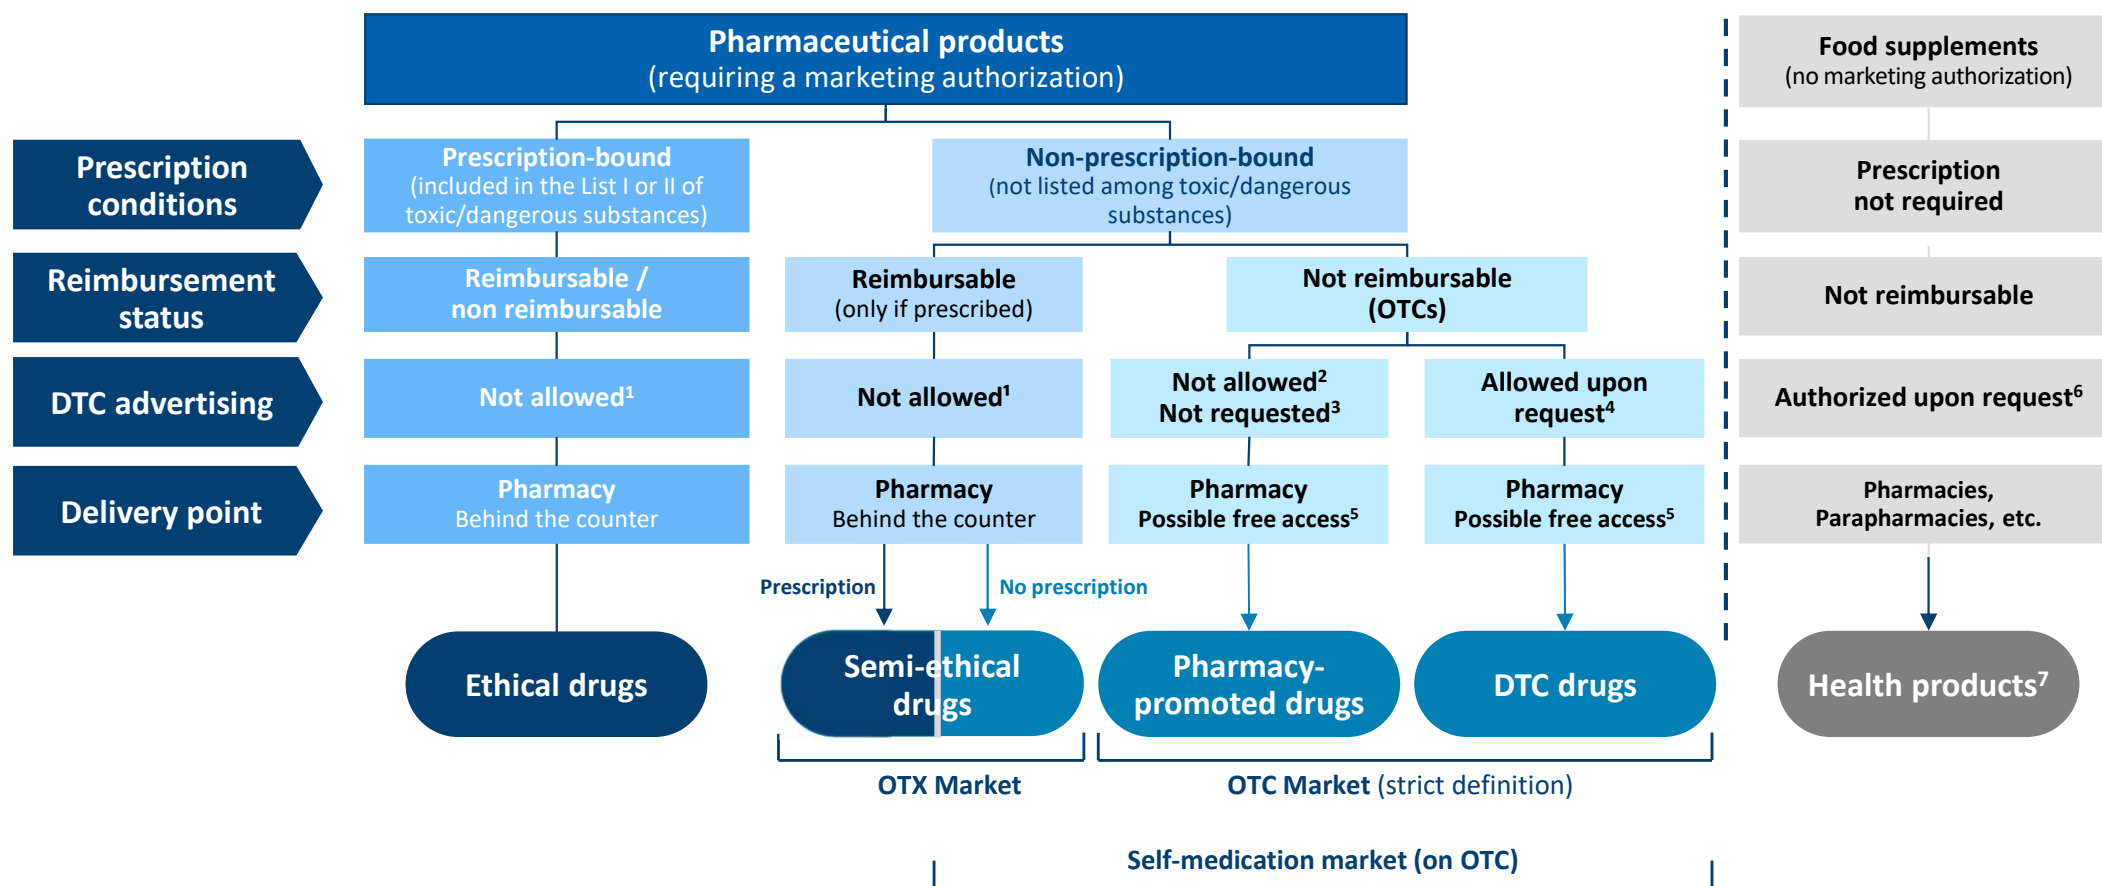 Pharmaceutical products
(requiring a marketing authorization)
Food supplements
(no marketing authorization)
Prescription
conditions
Prescription-bound
(included in the List I or II of
toxic/dangerous substances)
Non-prescription-bound
(not listed among toxic/dangerous
substances)
Prescription
not required
Reimbursement
status
Reimbursable /
non reimbursable
Reimbursable
(only if prescribed)
Not reimbursable
(OTCs)
Not reimbursable
DTC advertising
Not allowed¹
Not allowed¹
Not allowed²
Not requested³
Allowed upon
request⁴
Authorized upon request⁶
Delivery point
Pharmacy
Behind the counter
Pharmacy
Behind the counter
Pharmacy
Possible free access⁵
Pharmacy
Possible free access⁵
Pharmacies,
Parapharmacies, etc.
Prescription
No prescription
Ethical drugs
Semi-ethical
drugs
Pharmacy-
promoted drugs
DTC drugs
Health products⁷
OTX Market
OTC Market (strict definition)
Self-medication market (on OTC)